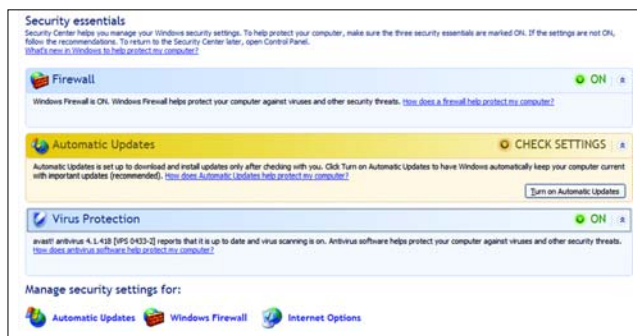 Security essentials
Security Center helps you manage your Windows security settings. To help protect your computer, make sure the three security essentials are marked ON. If the settings are not ON,
follow the recommendations. To return to the Security Center later, open Control Panel.
What's new in Windows to help protect my computer?
Firewall ON
Windows Firewall is ON. Windows Firewall helps protect your computer against viruses and other security threats. How does a firewall help protect my computer?
Automatic Updates CHECK SETTINGS
Automatic Updates is set up to download and install updates only after checking with you. Click Turn on Automatic Updates to have Windows automatically keep your computer current
with important updates (recommended). How does Automatic Updates help protect my computer?
Turn on Automatic Updates
Virus Protection ON
avast! antivirus 4.1.418 [VPS 0433-2] reports that it is up to date and virus scanning is on. Antivirus software helps protect your computer against viruses and other security threats.
How does antivirus software help protect my computer?
Manage security settings for:
Automatic Updates Windows Firewall Internet Options